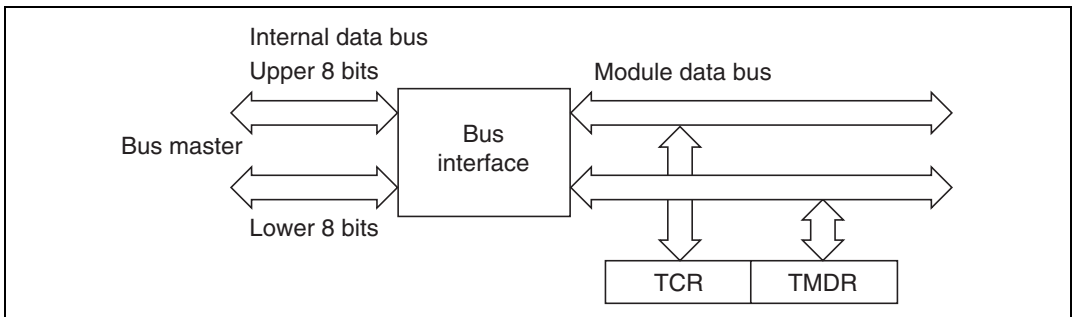 Internal data bus
Upper 8 bits
Module data bus
Bus
interface
Bus master
Lower 8 bits
TCR
TMDR